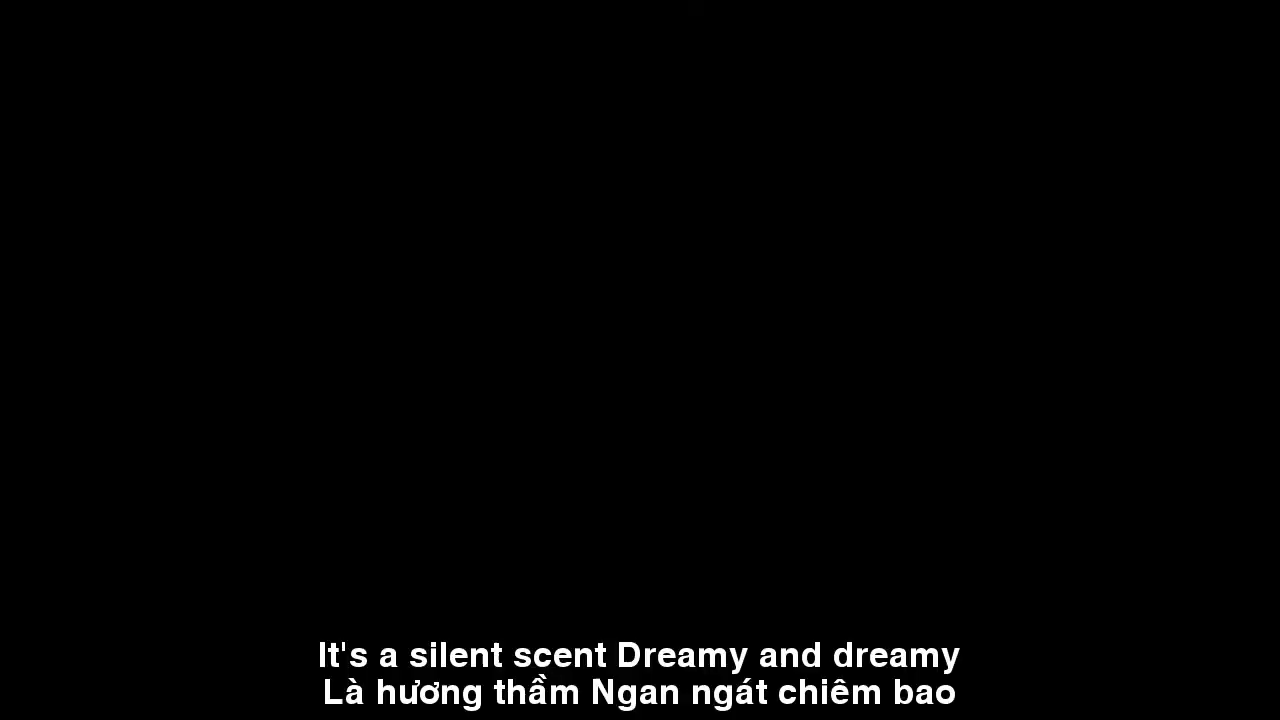 It's a silent scent Dreamy and dreamy
Là hương thầm Ngan ngát chiêm bao